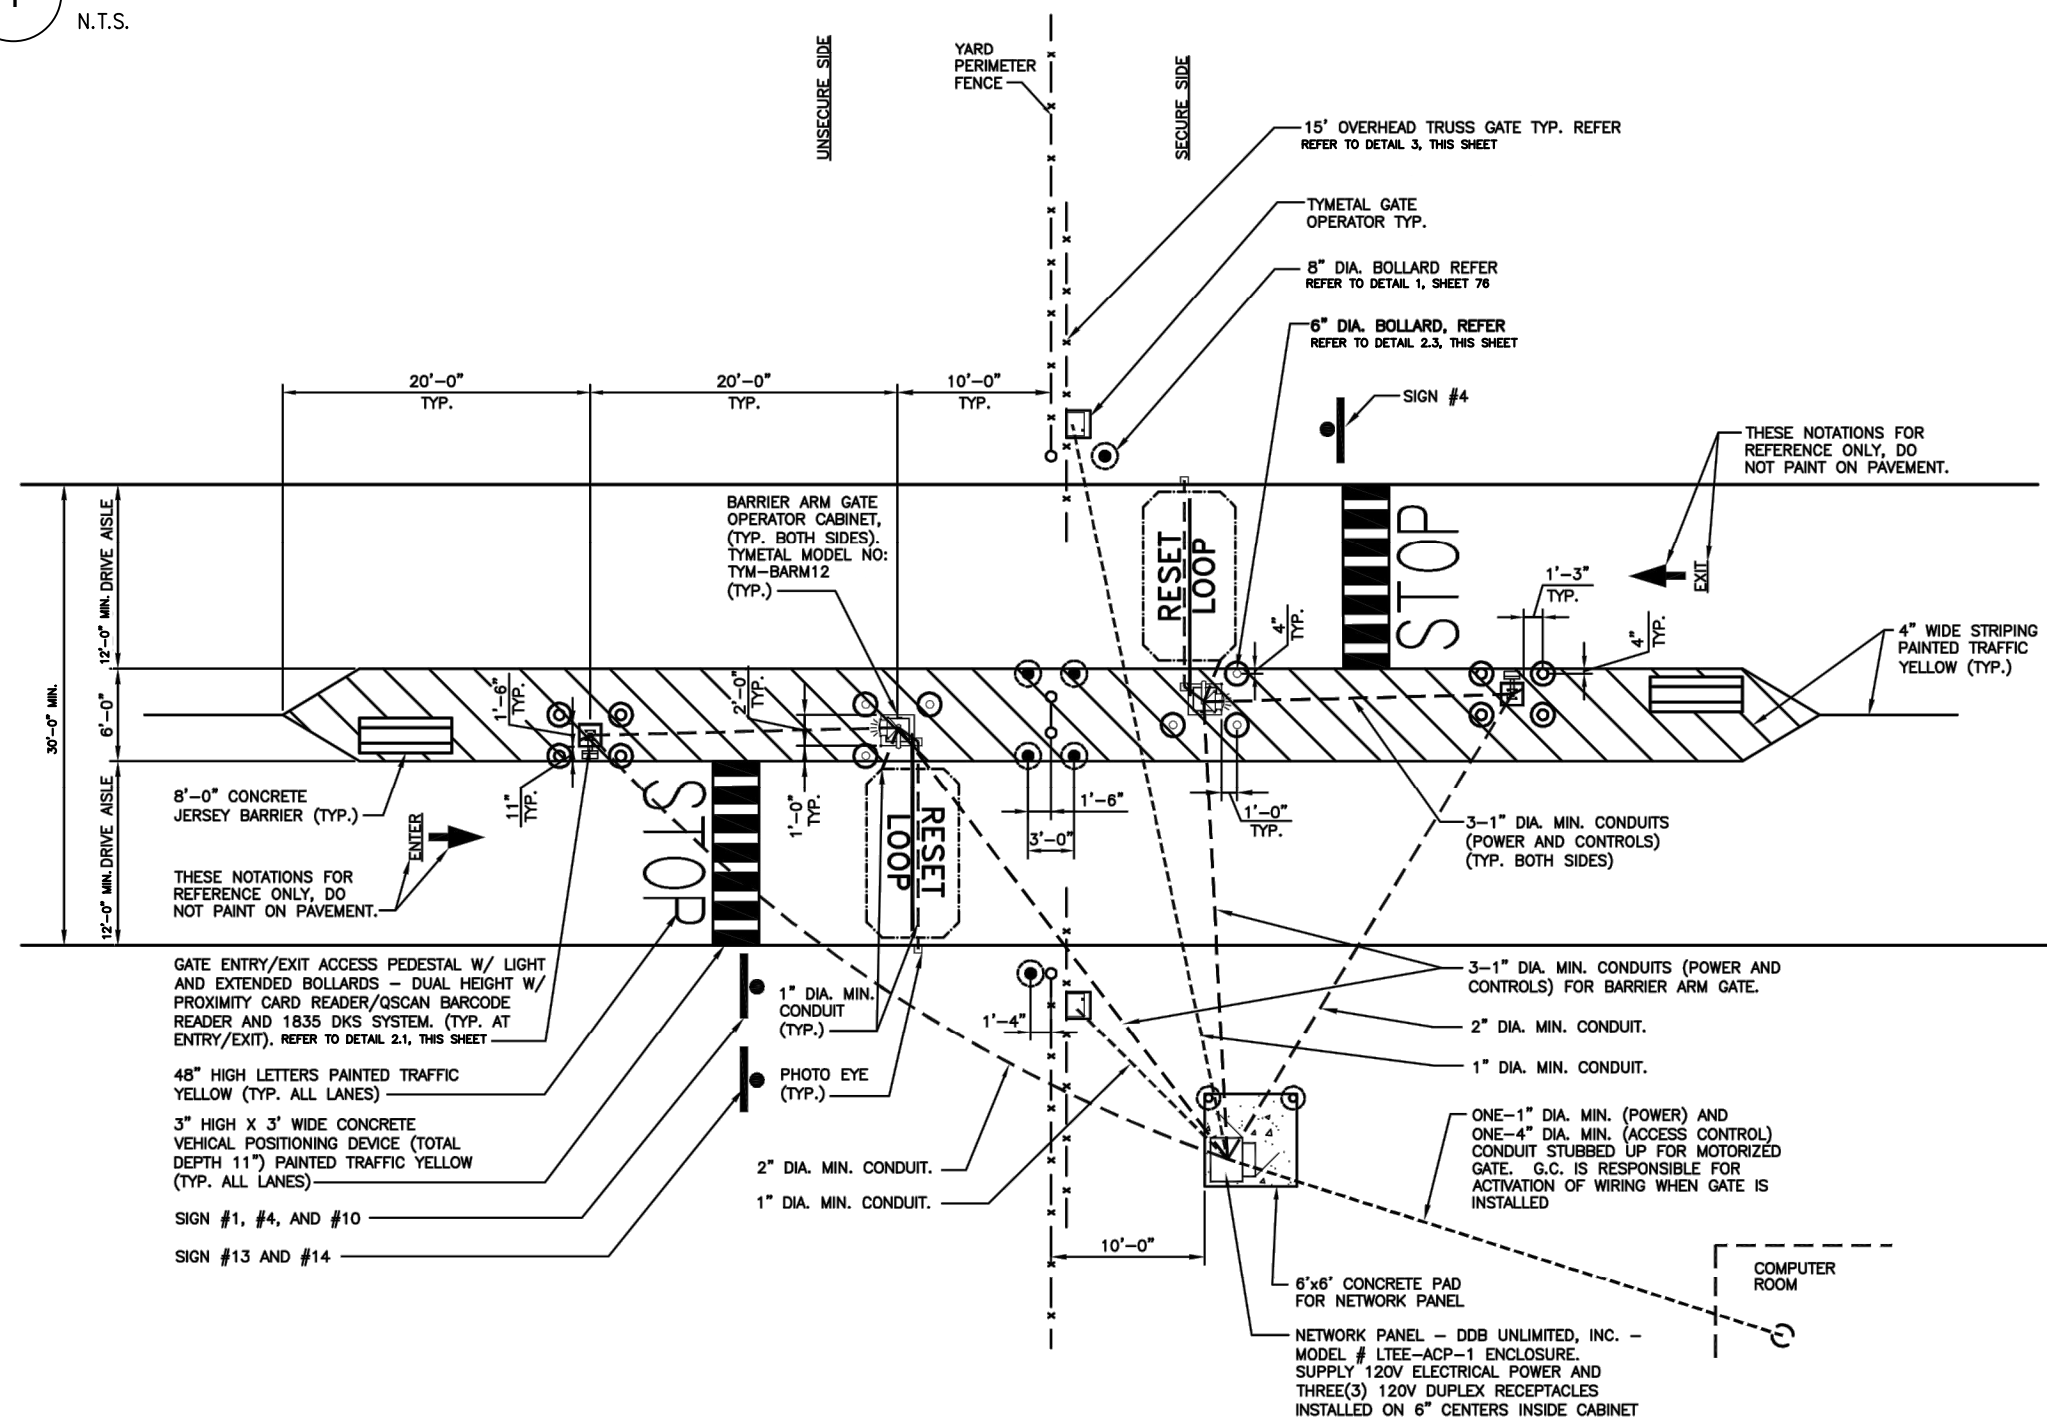 1
N.T.S.
UNSECURE SIDE
YARD
PERIMETER
FENCE
SECURE SIDE
15' OVERHEAD TRUSS GATE TYP. REFER
REFER TO DETAIL 3, THIS SHEET
TYMETAL GATE
OPERATOR TYP.
8" DIA. BOLLARD REFER
REFER TO DETAIL 1, SHEET 76
6" DIA. BOLLARD, REFER
REFER TO DETAIL 2.3, THIS SHEET
SIGN #4
20'-0"
TYP.
20'-0"
TYP.
10'-0"
TYP.
THESE NOTATIONS FOR
REFERENCE ONLY, DO
NOT PAINT ON PAVEMENT.
BARRIER ARM GATE
OPERATOR CABINET,
(TYP. BOTH SIDES).
TYMETAL MODEL NO:
TYM-BARM12
(TYP.)
RESET
LOOP
STOP
EXIT
1'-3"
TYP.
4"
TYP.
4"
TYP.
4" WIDE STRIPING
PAINTED TRAFFIC
YELLOW (TYP.)
30'-0" MIN.
12'-0" MIN. DRIVE AISLE
6'-0"
12'-0" MIN. DRIVE AISLE
1'-6"
TYP.
2'-0"
TYP.
11"
TYP.
1'-0"
TYP.
1'-6"
3'-0"
1'-0"
TYP.
8'-0" CONCRETE
JERSEY BARRIER (TYP.)
ENTER
STOP
RESET
LOOP
3-1" DIA. MIN. CONDUITS
(POWER AND CONTROLS)
(TYP. BOTH SIDES)
THESE NOTATIONS FOR
REFERENCE ONLY, DO
NOT PAINT ON PAVEMENT.
GATE ENTRY/EXIT ACCESS PEDESTAL W/ LIGHT
AND EXTENDED BOLLARDS - DUAL HEIGHT W/
PROXIMITY CARD READER/QSCAN BARCODE
READER AND 1835 DKS SYSTEM. (TYP. AT
ENTRY/EXIT). REFER TO DETAIL 2.1, THIS SHEET
48" HIGH LETTERS PAINTED TRAFFIC
YELLOW (TYP. ALL LANES)
3" HIGH X 3' WIDE CONCRETE
VEHICAL POSITIONING DEVICE (TOTAL
DEPTH 11") PAINTED TRAFFIC YELLOW
(TYP. ALL LANES)
SIGN #1, #4, AND #10
SIGN #13 AND #14
1" DIA. MIN.
CONDUIT
(TYP.)
PHOTO EYE
(TYP.)
1'-4"
2" DIA. MIN. CONDUIT.
1" DIA. MIN. CONDUIT.
3-1" DIA. MIN. CONDUITS (POWER AND
CONTROLS) FOR BARRIER ARM GATE.
2" DIA. MIN. CONDUIT.
1" DIA. MIN. CONDUIT.
ONE-1" DIA. MIN. (POWER) AND
ONE-4" DIA. MIN. (ACCESS CONTROL)
CONDUIT STUBBED UP FOR MOTORIZED
GATE. G.C. IS RESPONSIBLE FOR
ACTIVATION OF WIRING WHEN GATE IS
INSTALLED
10'-0"
COMPUTER
ROOM
6'x6' CONCRETE PAD
FOR NETWORK PANEL
NETWORK PANEL - DDB UNLIMITED, INC. -
MODEL # LTEE-ACP-1 ENCLOSURE.
SUPPLY 120V ELECTRICAL POWER AND
THREE(3) 120V DUPLEX RECEPTACLES
INSTALLED ON 6" CENTERS INSIDE CABINET